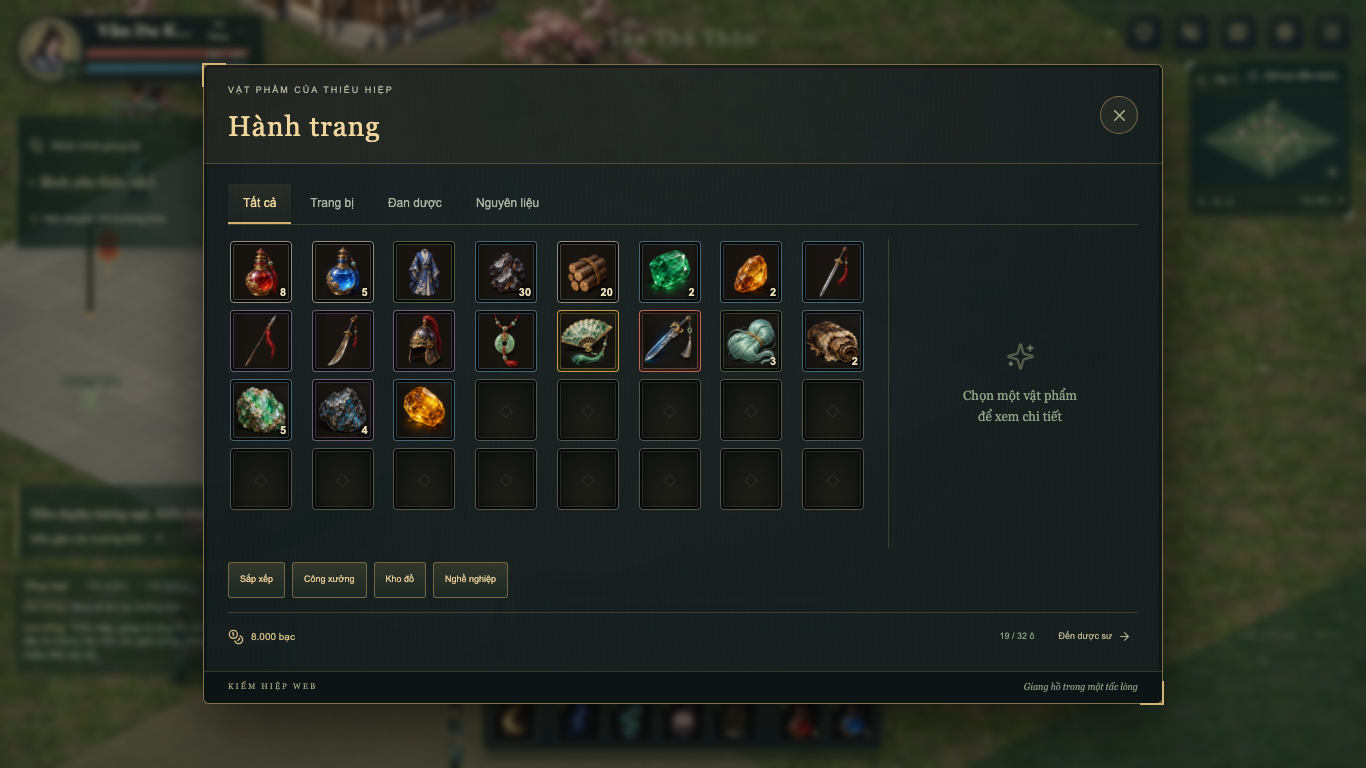 VẬT PHẨM CỦA THIẾU HIỆP
Hành trang
Tất cả
Trang bị
Đan dược
Nguyên liệu
8
5
30
20
2
2
3
2
5
4
Chọn một vật phẩm
để xem chi tiết
Sắp xếp
Công xưởng
Kho đồ
Nghề nghiệp
8.000 bạc
19 / 32 ô
Đến dược sư
KIẾM HIỆP WEB
Giang hồ trong một tấc lòng